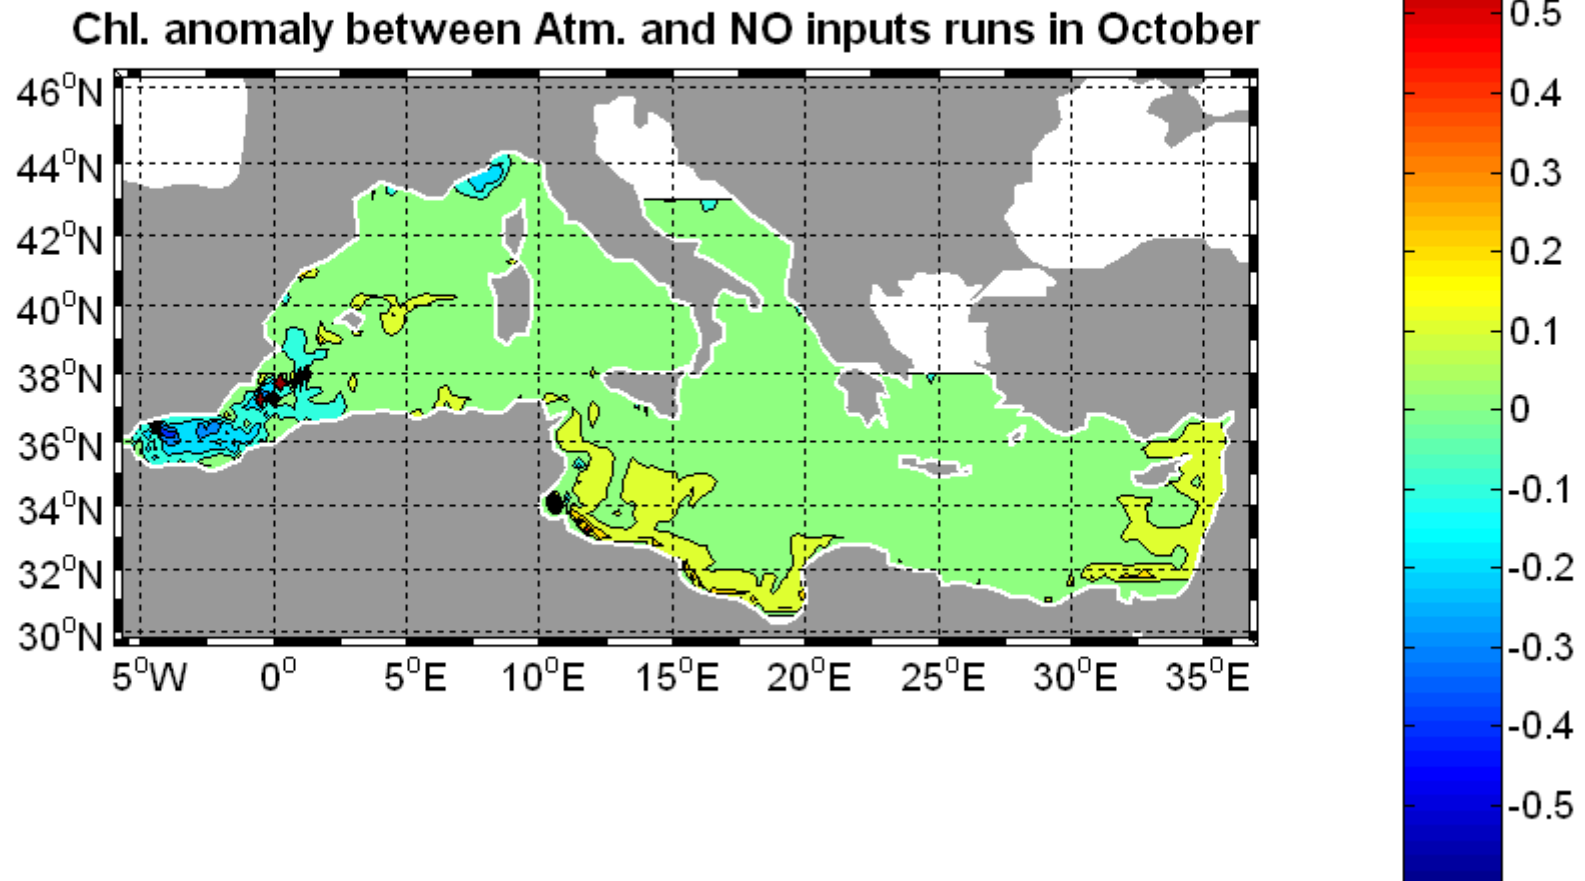 Chl. anomaly between Atm. and NO inputs runs in October
46°N
44°N
42°N
40°N
38°N
36°N
34°N
32°N
30°N
5°W 0° 5°E 10°E 15°E 20°E 25°E 30°E 35°E
0.5
0.4
0.3
0.2
0.1
0
-0.1
-0.2
-0.3
-0.4
-0.5